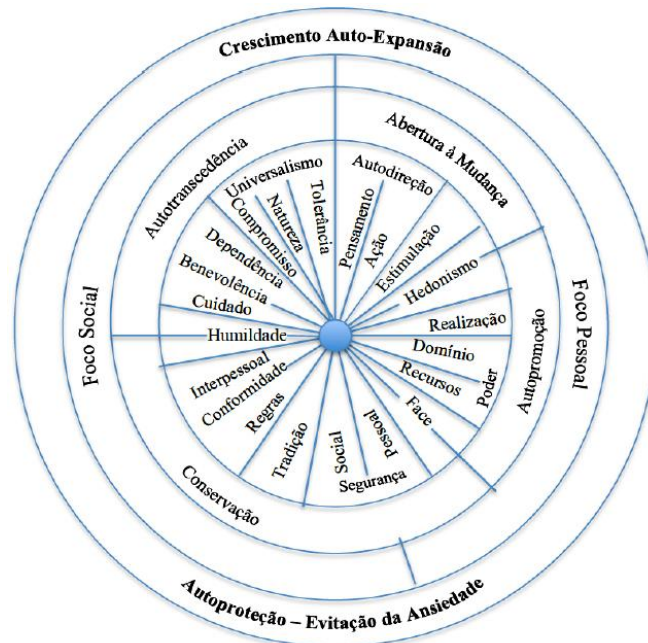 Crescimento Auto-Expansão
Abertura à Mudança
Autotranscedência
Universalismo
Natureza
Compromisso
Tolerância
Autodireção
Pensamento
Ação
Estimulação
Hedonismo
Realização
Domínio
Recursos
Poder
Face
Autopromoção
Foco Pessoal
Foco Social
Dependência
Benevolência
Cuidado
Humildade
Interpessoal
Conformidade
Regras
Tradição
Social
Pessoal
Segurança
Conservação
Autoproteção – Evitação da Ansiedade